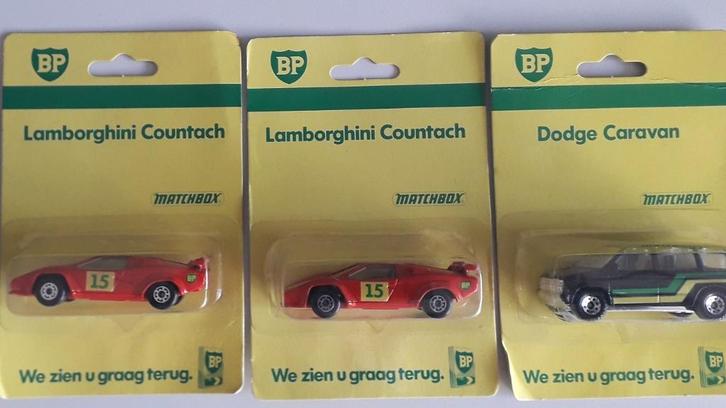 BP
Lamborghini Countach
MATCHBOX
15
BP
We zien u graag terug.
BP
BP
Lamborghini Countach
MATCHBOX
15
BP
We zien u graag terug.
BP
BP
Dodge Caravan
MATCHBOX
We zien u graag terug.